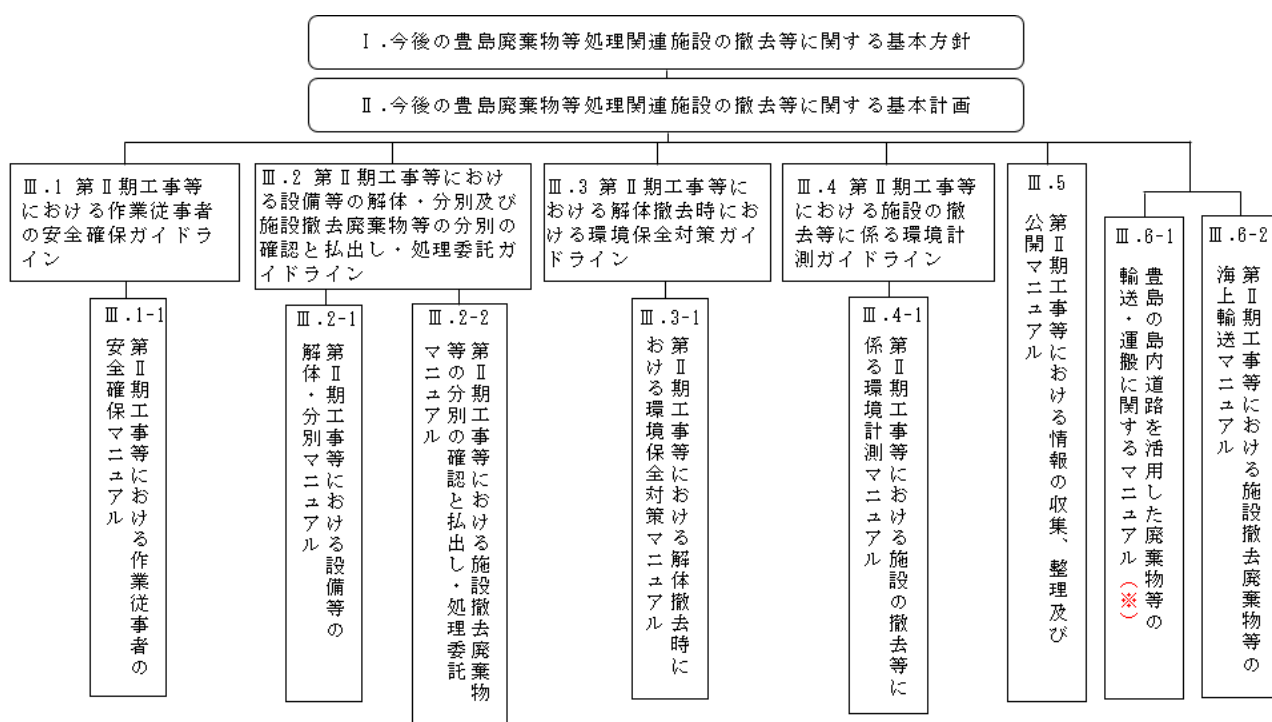 Ⅰ.今後の豊島廃棄物等処理関連施設の撤去等に関する基本方針
Ⅱ.今後の豊島廃棄物等処理関連施設の撤去等に関する基本計画
Ⅲ.1 第Ⅱ期工事等
における作業従事者
の安全確保ガイドラ
イン
Ⅲ.1-1
第Ⅱ期工事等における作業従事者の
安全確保マニュアル
Ⅲ.2 第Ⅱ期工事等におけ
る設備等の解体・分別及び
施設撤去廃棄物等の分別の
確認と払出し・処理委託ガ
イドライン
Ⅲ.2-1
第Ⅱ期工事等における設備等の
解体・分別マニュアル
Ⅲ.2-2
第Ⅱ期工事等における施設撤去廃棄物
等の分別の確認と払出し・処理委託
マニュアル
Ⅲ.3 第Ⅱ期工事等に
おける解体撤去時にお
ける環境保全対策ガイ
ドライン
Ⅲ.3-1
第Ⅱ期工事等における解体撤去時に
おける環境保全対策マニュアル
Ⅲ.4 第Ⅱ期工事等
における施設の撤
去等に係る環境計
測ガイドライン
Ⅲ.4-1
第Ⅱ期工事等における施設の撤去等に
係る環境計測マニュアル
Ⅲ.5
第Ⅱ期工事等における情報の収集、整理及び
公開マニュアル
Ⅲ.6-1
豊島の島内道路を活用した廃棄物等の
輸送・運搬に関するマニュアル(※)
Ⅲ.6-2
第Ⅱ期工事等における施設撤去廃棄物等の
海上輸送マニュアル